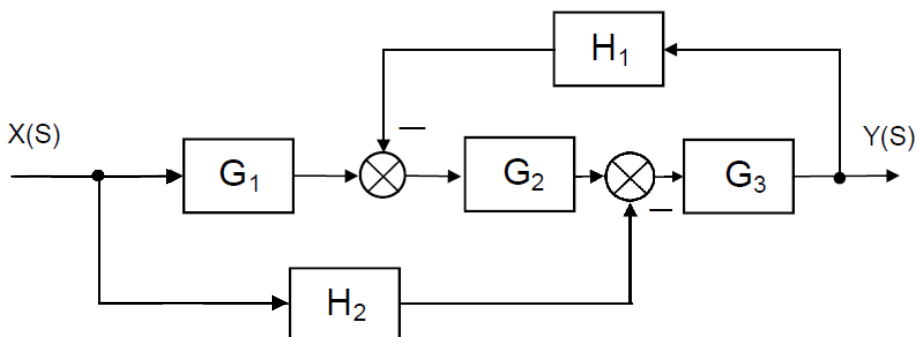 H₁
X(S)
Y(S)
—
G₁
G₂
G₃
—
H₂